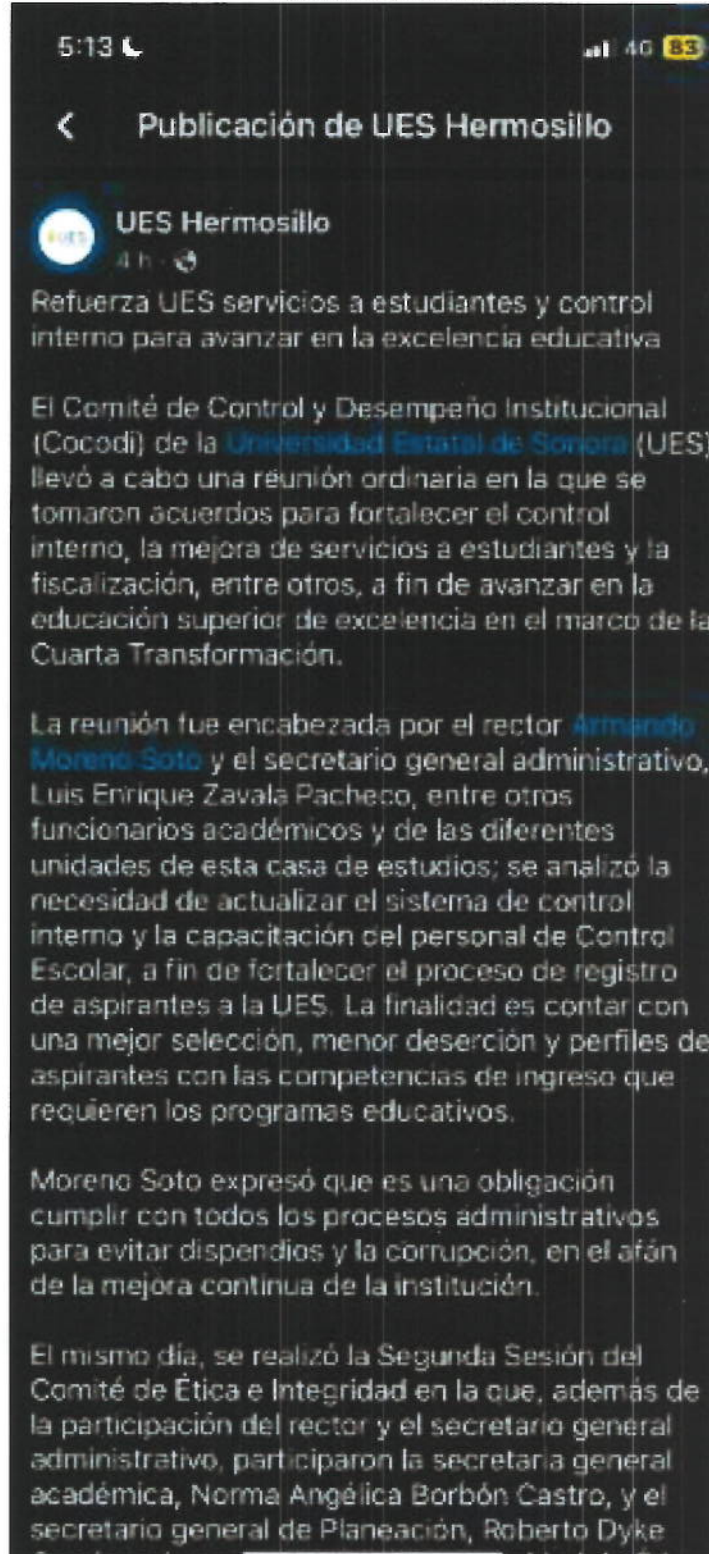 5:13
4G 83
Publicación de UES Hermosillo
UES
UES Hermosillo
4 h
Refuerza UES servicios a estudiantes y control
interno para avanzar en la excelencia educativa
El Comité de Control y Desempeño Institucional
(Cocodi) de la Universidad Estatal de Sonora (UES)
llevó a cabo una reunión ordinaria en la que se
tomaron acuerdos para fortalecer el control
interno, la mejora de servicios a estudiantes y la
fiscalización, entre otros, a fin de avanzar en la
educación superior de excelencia en el marco de la
Cuarta Transformación.
La reunión fue encabezada por el rector Armando
Moreno Soto y el secretario general administrativo,
Luis Enrique Zavala Pacheco, entre otros
funcionarios académicos y de las diferentes
unidades de esta casa de estudios; se analizó la
necesidad de actualizar el sistema de control
interno y la capacitación del personal de Control
Escolar, a fin de fortalecer el proceso de registro
de aspirantes a la UES. La finalidad es contar con
una mejor selección, menor deserción y perfiles de
aspirantes con las competencias de ingreso que
requieren los programas educativos.
Moreno Soto expresó que es una obligación
cumplir con todos los procesos administrativos
para evitar dispendios y la corrupción, en el afán
de la mejora continua de la institución.
El mismo día, se realizó la Segunda Sesión del
Comité de Ética e Integridad en la que, además de
la participación del rector y el secretario general
administrativo, participaron la secretaria general
académica, Norma Angélica Borbón Castro, y el
secretario general de Planeación, Roberto Dyke